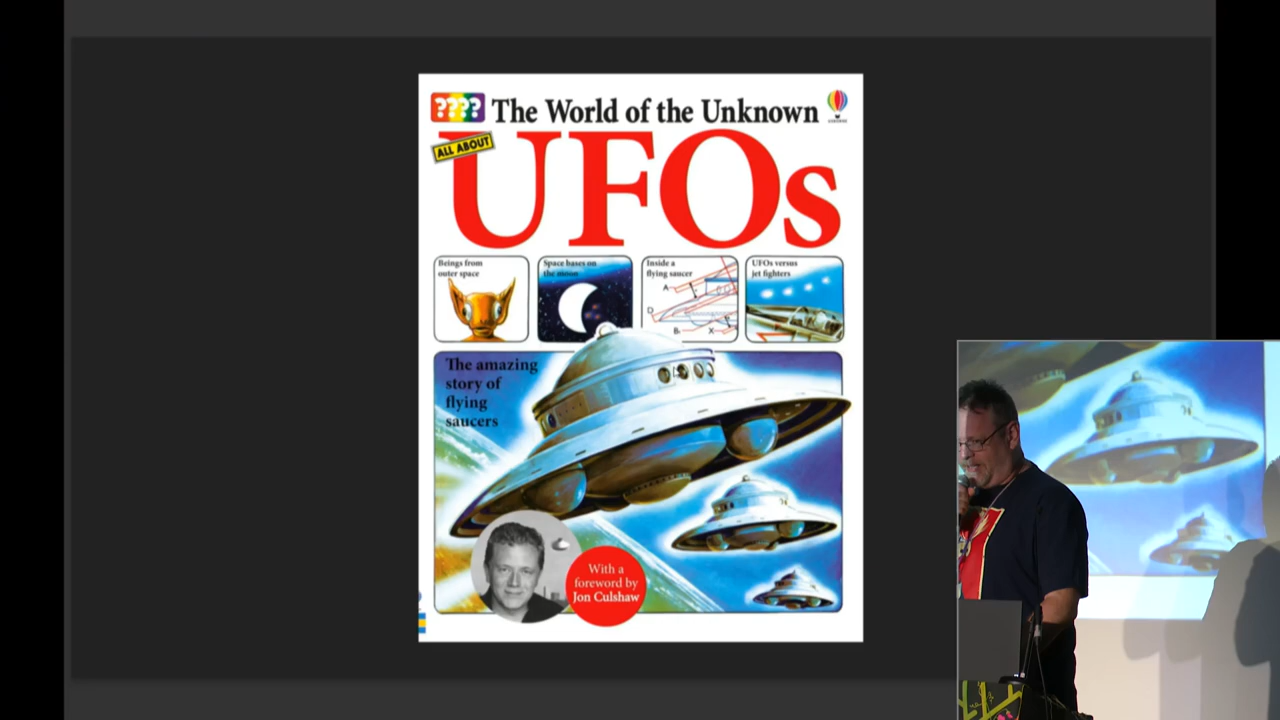 ???? The World of the Unknown
USBORNE
ALL ABOUT
UFOs
Beings from
outer space
Space bases on
the moon
Inside a
flying saucer
A
D
B
X
UFOs versus
jet fighters
The amazing
story of
flying
saucers
With a
foreword by
Jon Culshaw